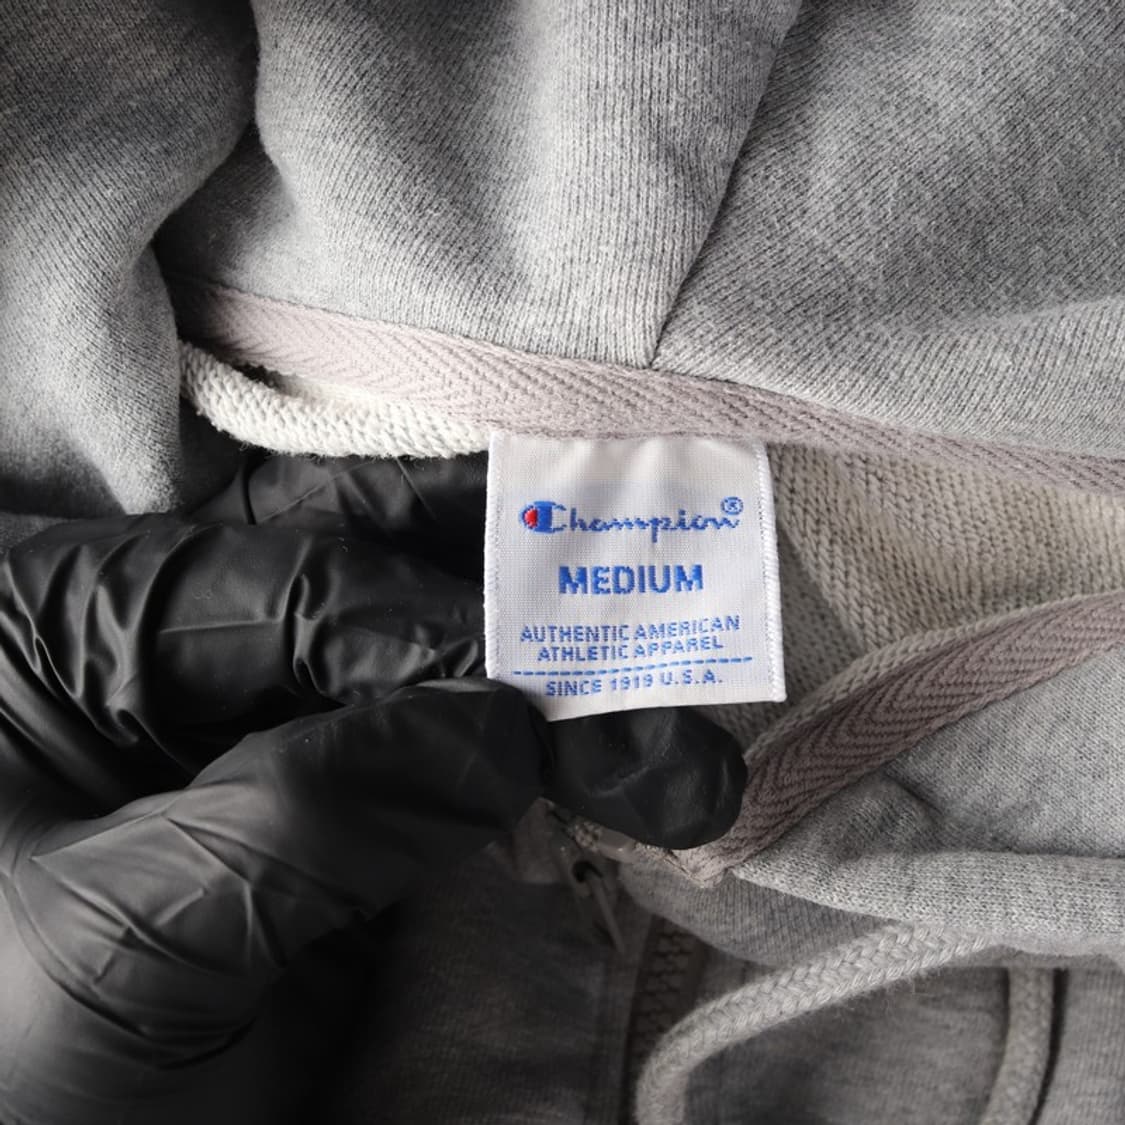 Champion®
MEDIUM
AUTHENTIC AMERICAN
ATHLETIC APPAREL
SINCE 1919 U.S.A.